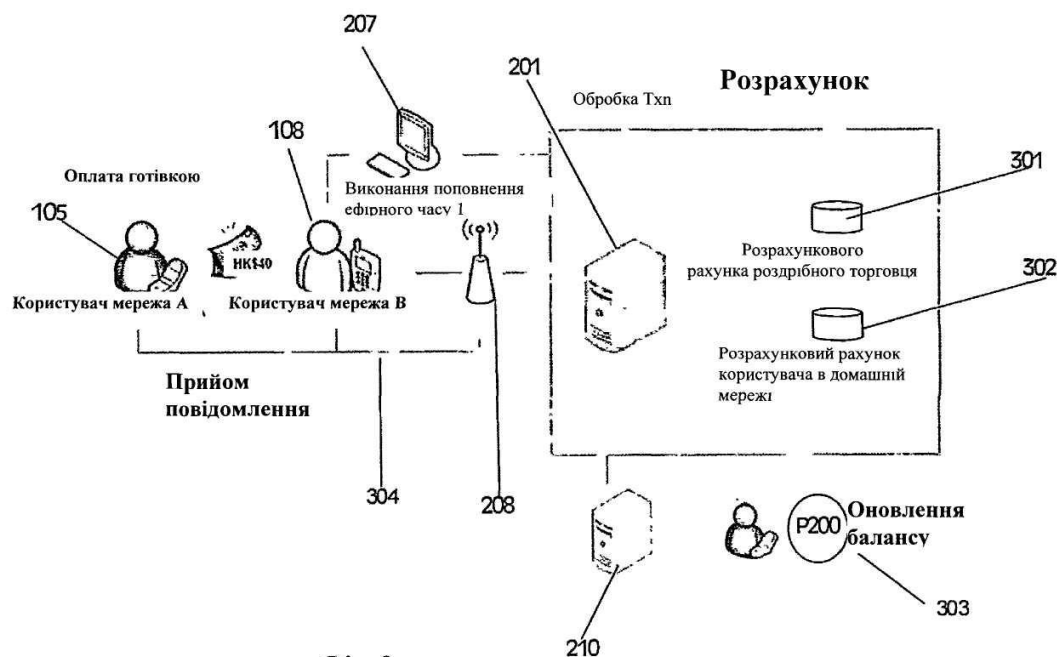 207
201
Розрахунок
Обробка Txn
108
Оплата готівкою
Виконання поповнення
ефірного часу 1
301
105
HK$40
Розрахункового
рахунка роздрібного торговця
302
Користувач мережа A
Користувач мережа B
Розрахунковий рахунок
користувача в домашній
мережі
Прийом
повідомлення
304
208
P200
Оновлення
балансу
303
210